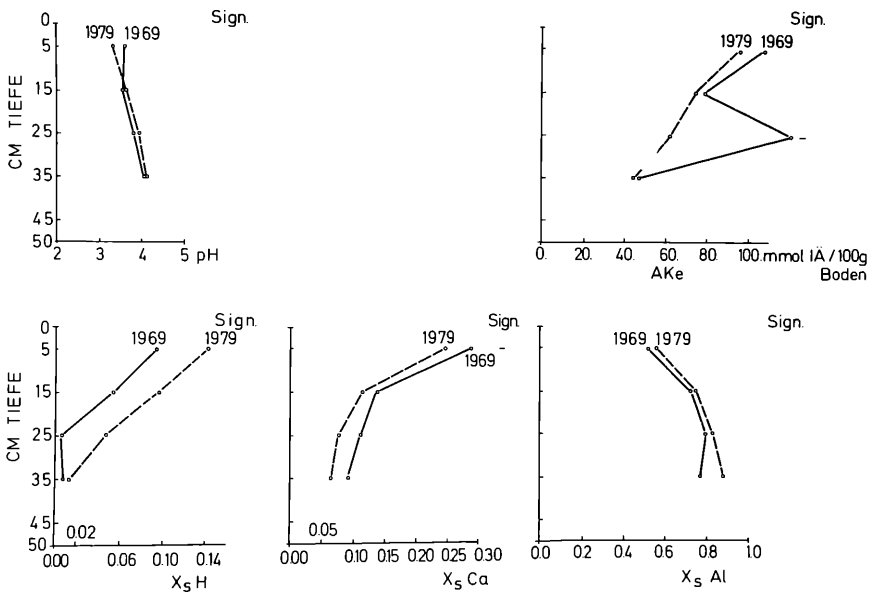 Sign.
0
1979 1969
5
15
25
35
45
50
CM TIEFE
2 3 4 5
pH
Sign.
1979 1969
–
0. 20. 40. 60. 80. 100. mmol IÄ / 100g
AKe Boden
Sign.
0
1969 1979
5
15
25
35
45
50
CM TIEFE
0.02
0.00 0.06 0.10 0.14
XS H
Sign.
1979
1969 –
0.05
0.00 0.10 0.15 0.20 0.25 0.30
XS Ca
Sign.
1969 1979
0.0 0.2 0.4 0.6 0.8 1.0
XS Al